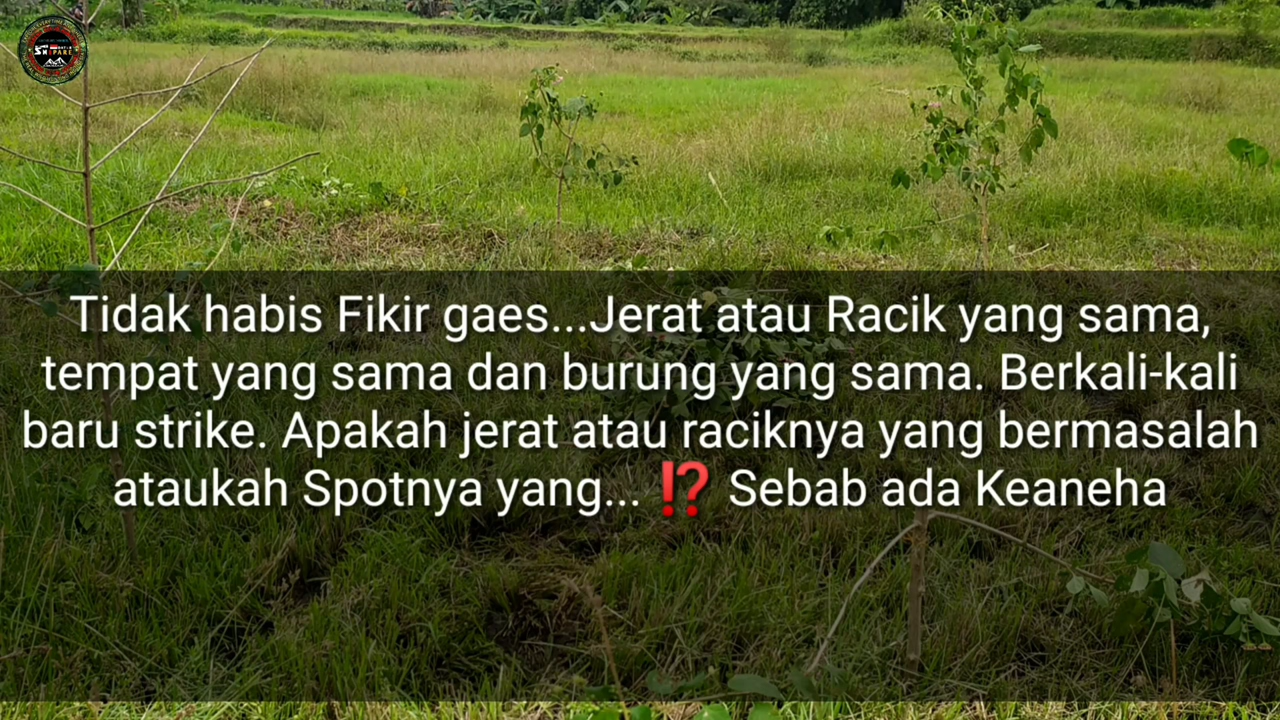 Tidak habis Fikir gaes...Jerat atau Racik yang sama,
tempat yang sama dan burung yang sama. Berkali-kali
baru strike. Apakah jerat atau raciknya yang bermasalah
ataukah Spotnya yang... ⁉️ Sebab ada Keaneha